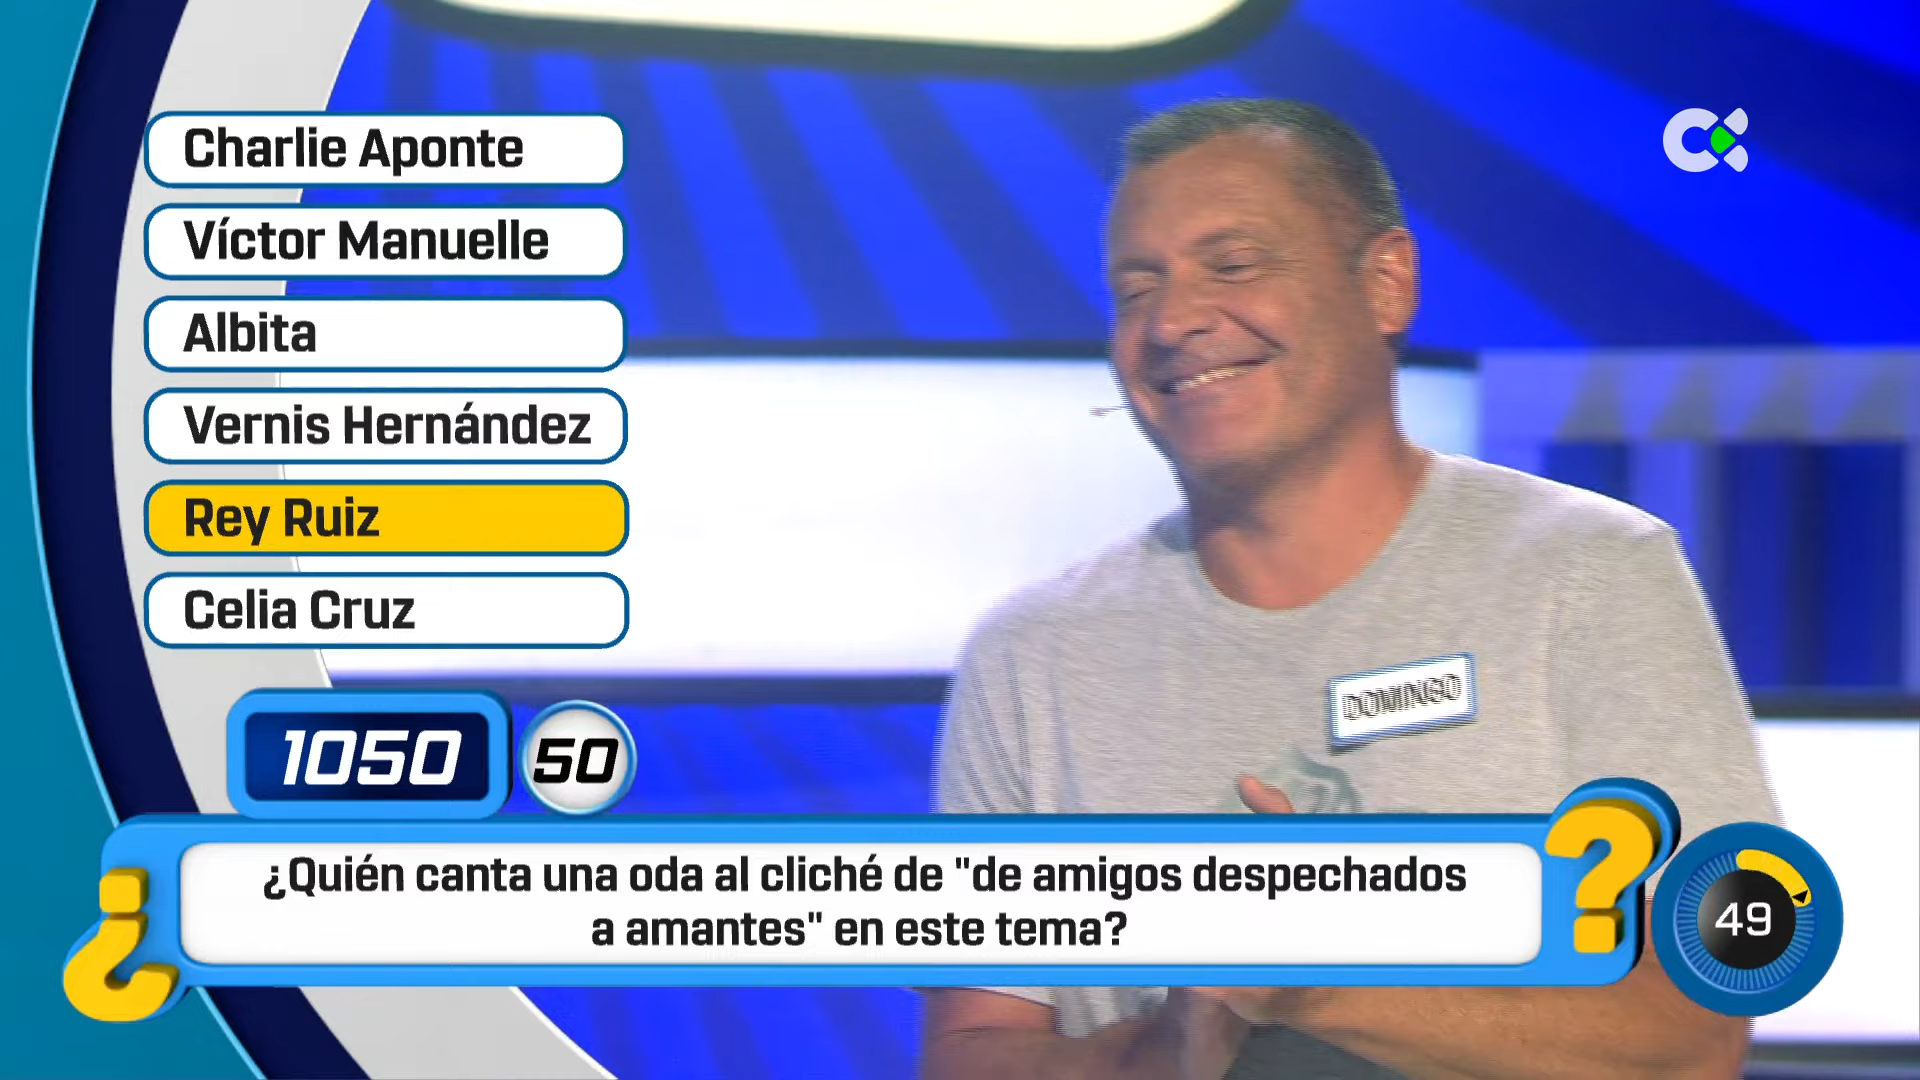 Charlie Aponte
Víctor Manuelle
Albita
Vernis Hernández
Rey Ruiz
Celia Cruz
DOMINGO
1050
50
¿Quién canta una oda al cliché de "de amigos despechados
a amantes" en este tema?
49